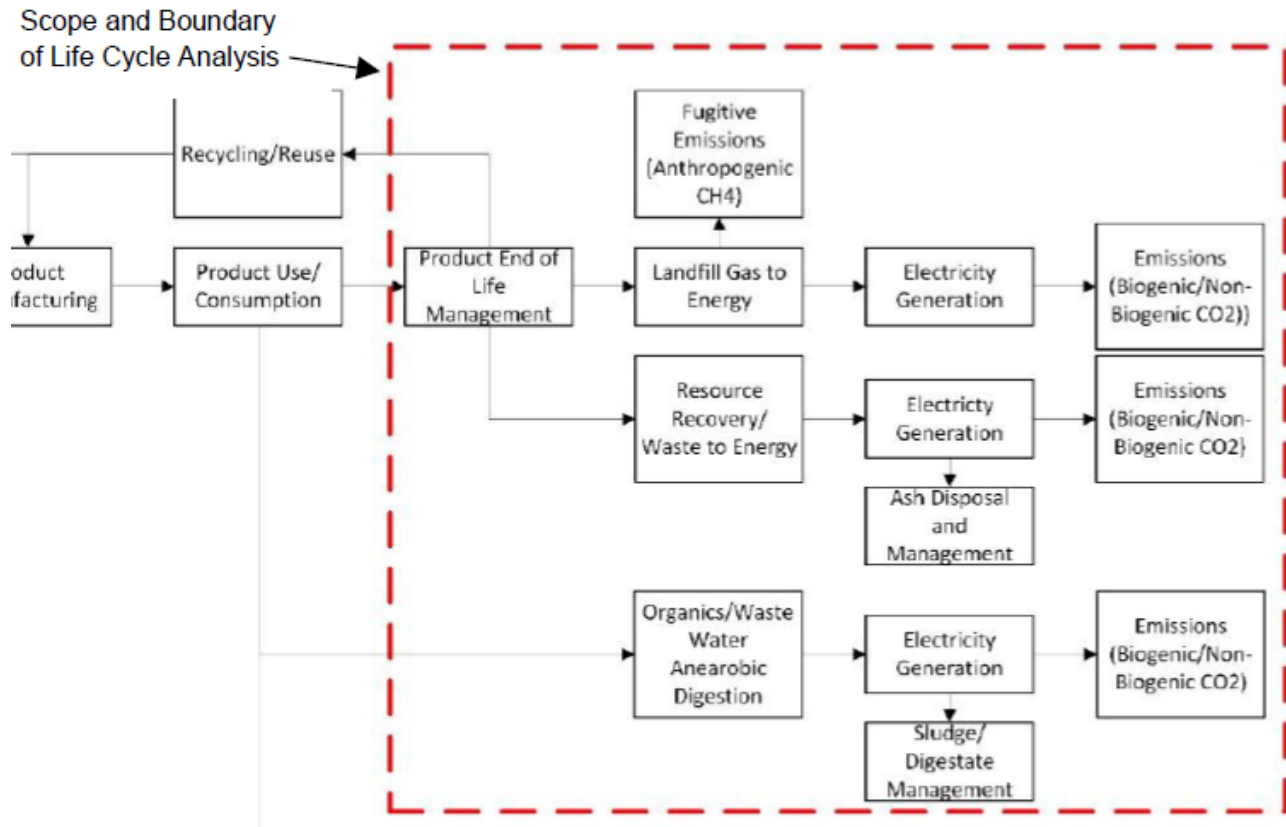 Scope and Boundary
of Life Cycle Analysis
Fugitive
Emissions
(Anthropogenic
CH4)
Recycling/Reuse
oduct
ufacturing
Product Use/
Consumption
Product End of
Life
Management
Landfill Gas to
Energy
Electricity
Generation
Emissions
(Biogenic/Non-
Biogenic CO2))
Resource
Recovery/
Waste to Energy
Electricty
Generation
Emissions
(Biogenic/Non-
Biogenic CO2)
Ash Disposal
and
Management
Organics/Waste
Water
Anearobic
Digestion
Electricity
Generation
Emissions
(Biogenic/Non-
Biogenic CO2)
Sludge/
Digestate
Management